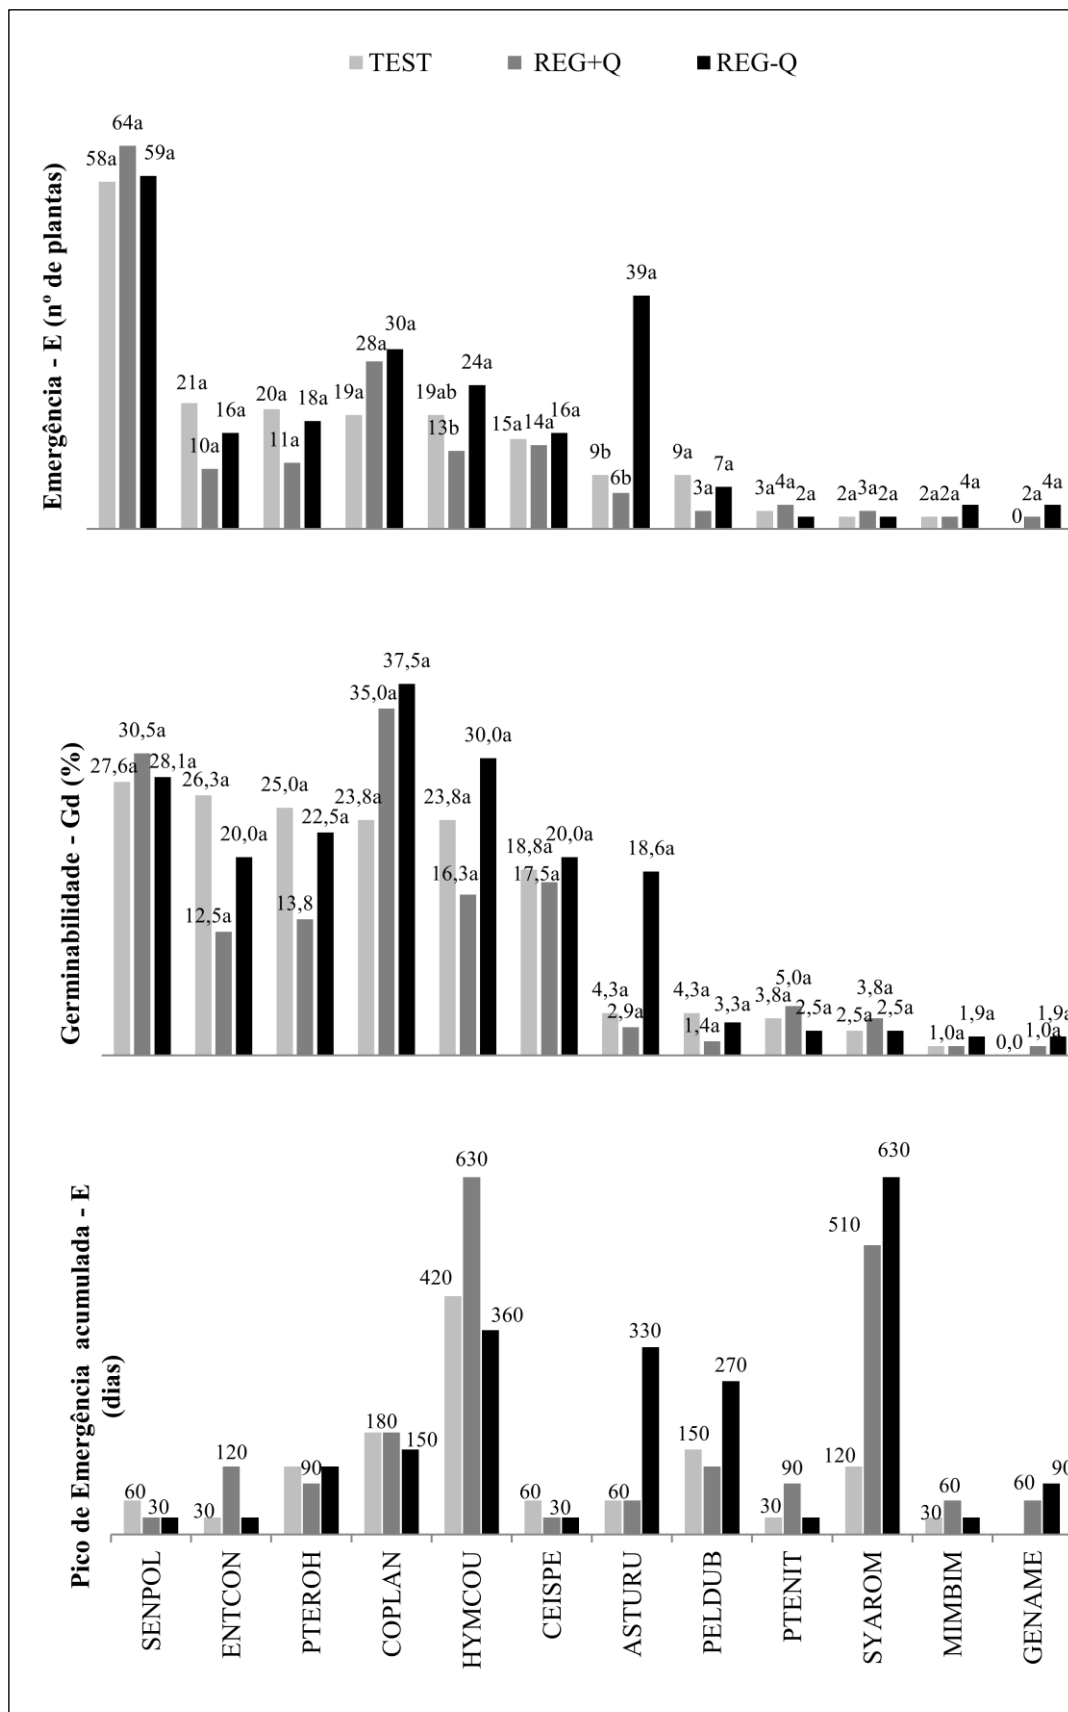 TEST REG+Q REG-Q
Emergência - E (nº de plantas)
58a 64a 59a
21a 10a 16a
20a 11a 18a
19a 28a 30a
19ab 13b 24a
15a 14a 16a
9b 6b 39a
9a 3a 7a
3a 4a 2a
2a 3a 2a
2a 2a 4a
0 2a 4a
Germinabilidade - Gd (%)
27,6a 30,5a 28,1a
26,3a 12,5a 20,0a
25,0a 13,8 22,5a
23,8a 35,0a 37,5a
23,8a 16,3a 30,0a
18,8a 17,5a 20,0a
4,3a 2,9a 18,6a
4,3a 1,4a 3,3a
3,8a 5,0a 2,5a
2,5a 3,8a 2,5a
1,0a 1,9a
0,0 1,0a 1,9a
Pico de Emergência acumulada - E
(dias)
60 30
30 120
90
180 150
420 630 360
60 30
60 330
150 270
30 90
120 510 630
30 60
60 90
SENPOL
ENTCON
PTEROH
COPLAN
HYMCOU
CEISPE
ASTURU
PELDUB
PTENIT
SYAROM
MIMBIM
GENAME